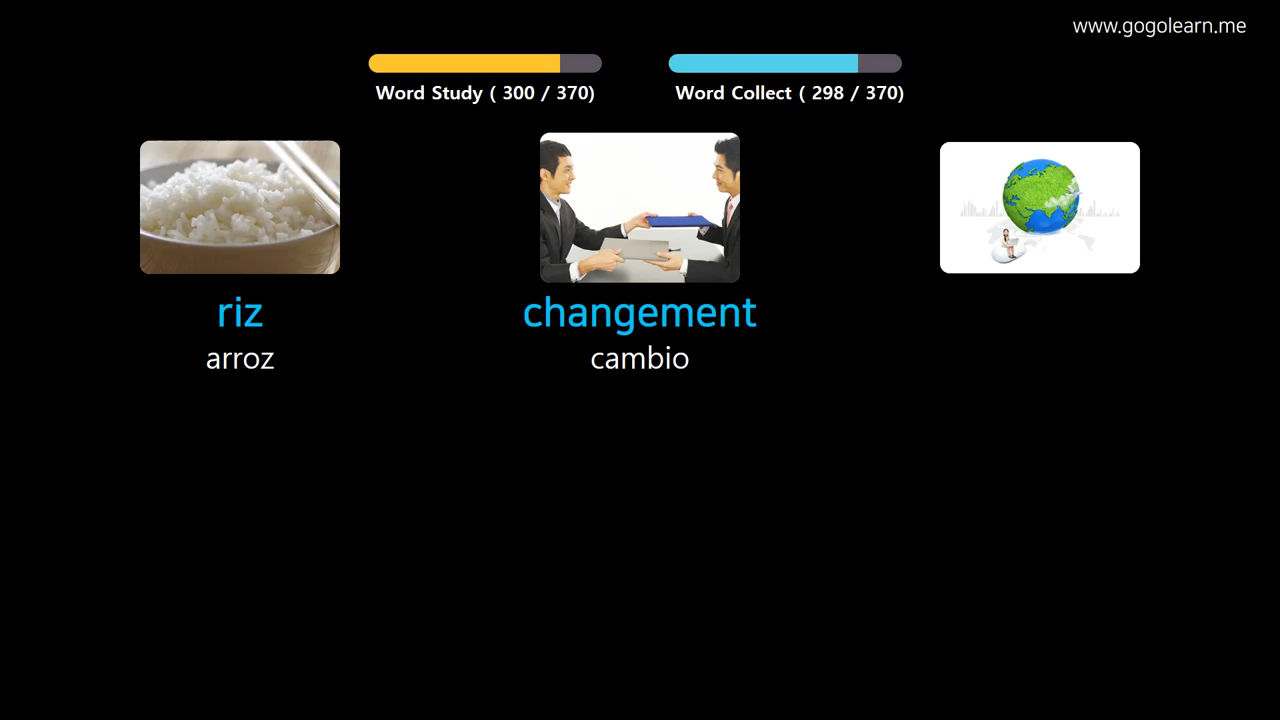 www.gogolearn.me
Word Study ( 300 / 370)
Word Collect ( 298 / 370)
riz
changement
arroz
cambio